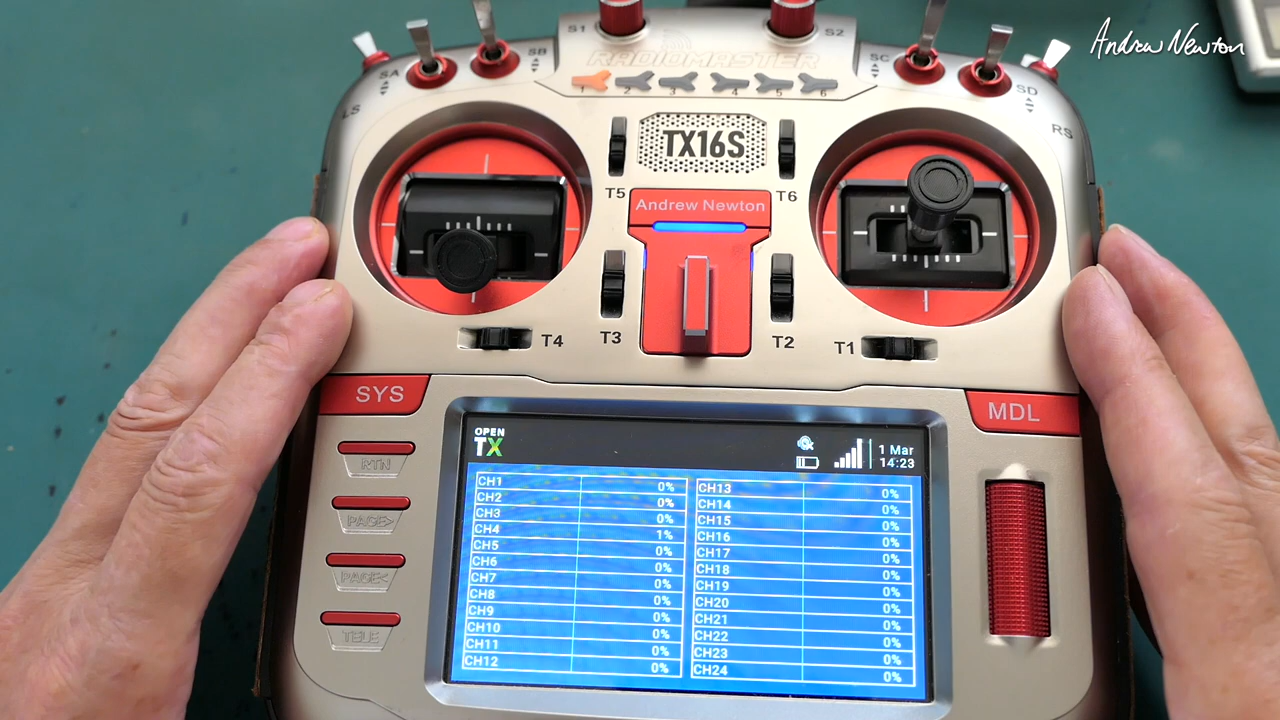 Andrew Newton
S1
S2
RADIOMASTER
SA
SB
SC
SD
LS
RS
1 2 3 4 5 6
TX16S
T5
T6
Andrew Newton
T4
T3
T2
T1
SYS
MDL
RTN
PAGE>
PAGE<
TELE
OPEN
TX
1 Mar
14:23
CH1 0%
CH2 0%
CH3 0%
CH4 1%
CH5 0%
CH6 0%
CH7 0%
CH8 0%
CH9 0%
CH10 0%
CH11 0%
CH12 0%
CH13 0%
CH14 0%
CH15 0%
CH16 0%
CH17 0%
CH18 0%
CH19 0%
CH20 0%
CH21 0%
CH22 0%
CH23 0%
CH24 0%